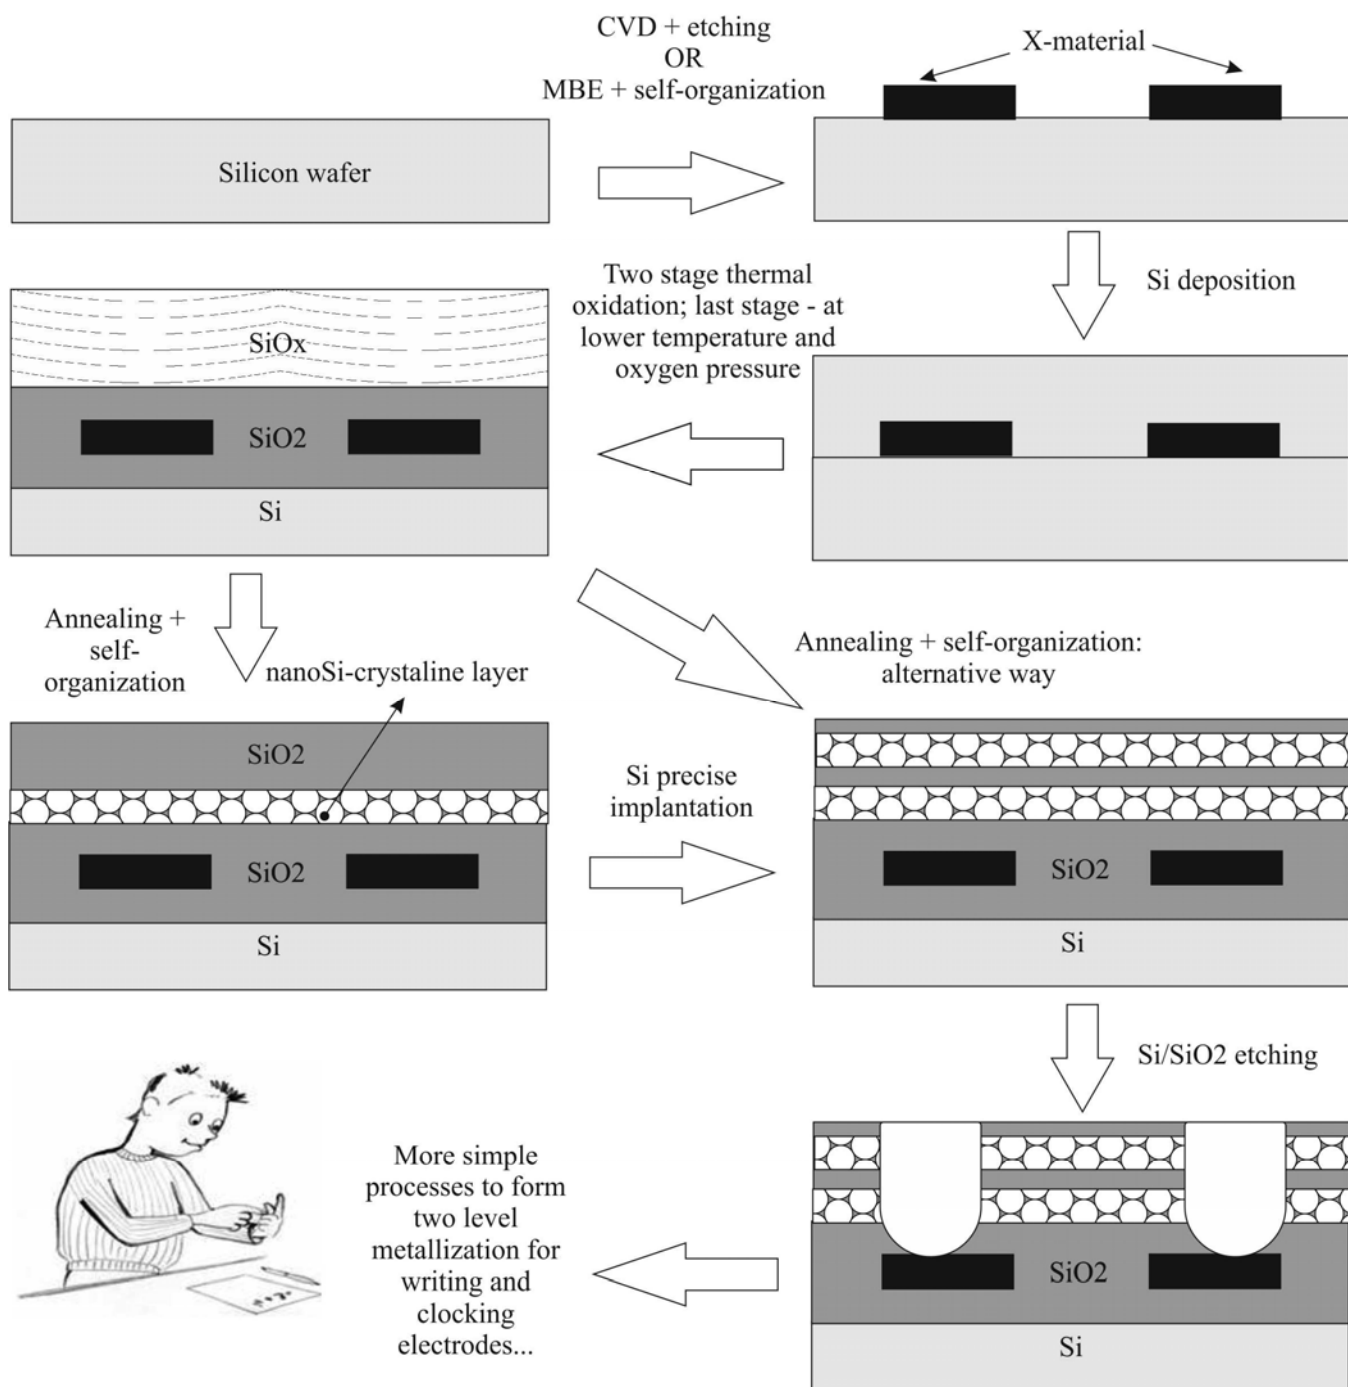 CVD + etching
OR
MBE + self-organization
X-material
Silicon wafer
Si deposition
Two stage thermal
oxidation; last stage - at
lower temperature and
oxygen pressure
SiOx
SiO2
Si
Annealing +
self-
organization
nanoSi-crystaline layer
Annealing + self-organization:
alternative way
SiO2
SiO2
Si
Si precise
implantation
SiO2
Si
Si/SiO2 etching
More simple
processes to form
two level
metallization for
writing and
clocking
electrodes...
SiO2
Si